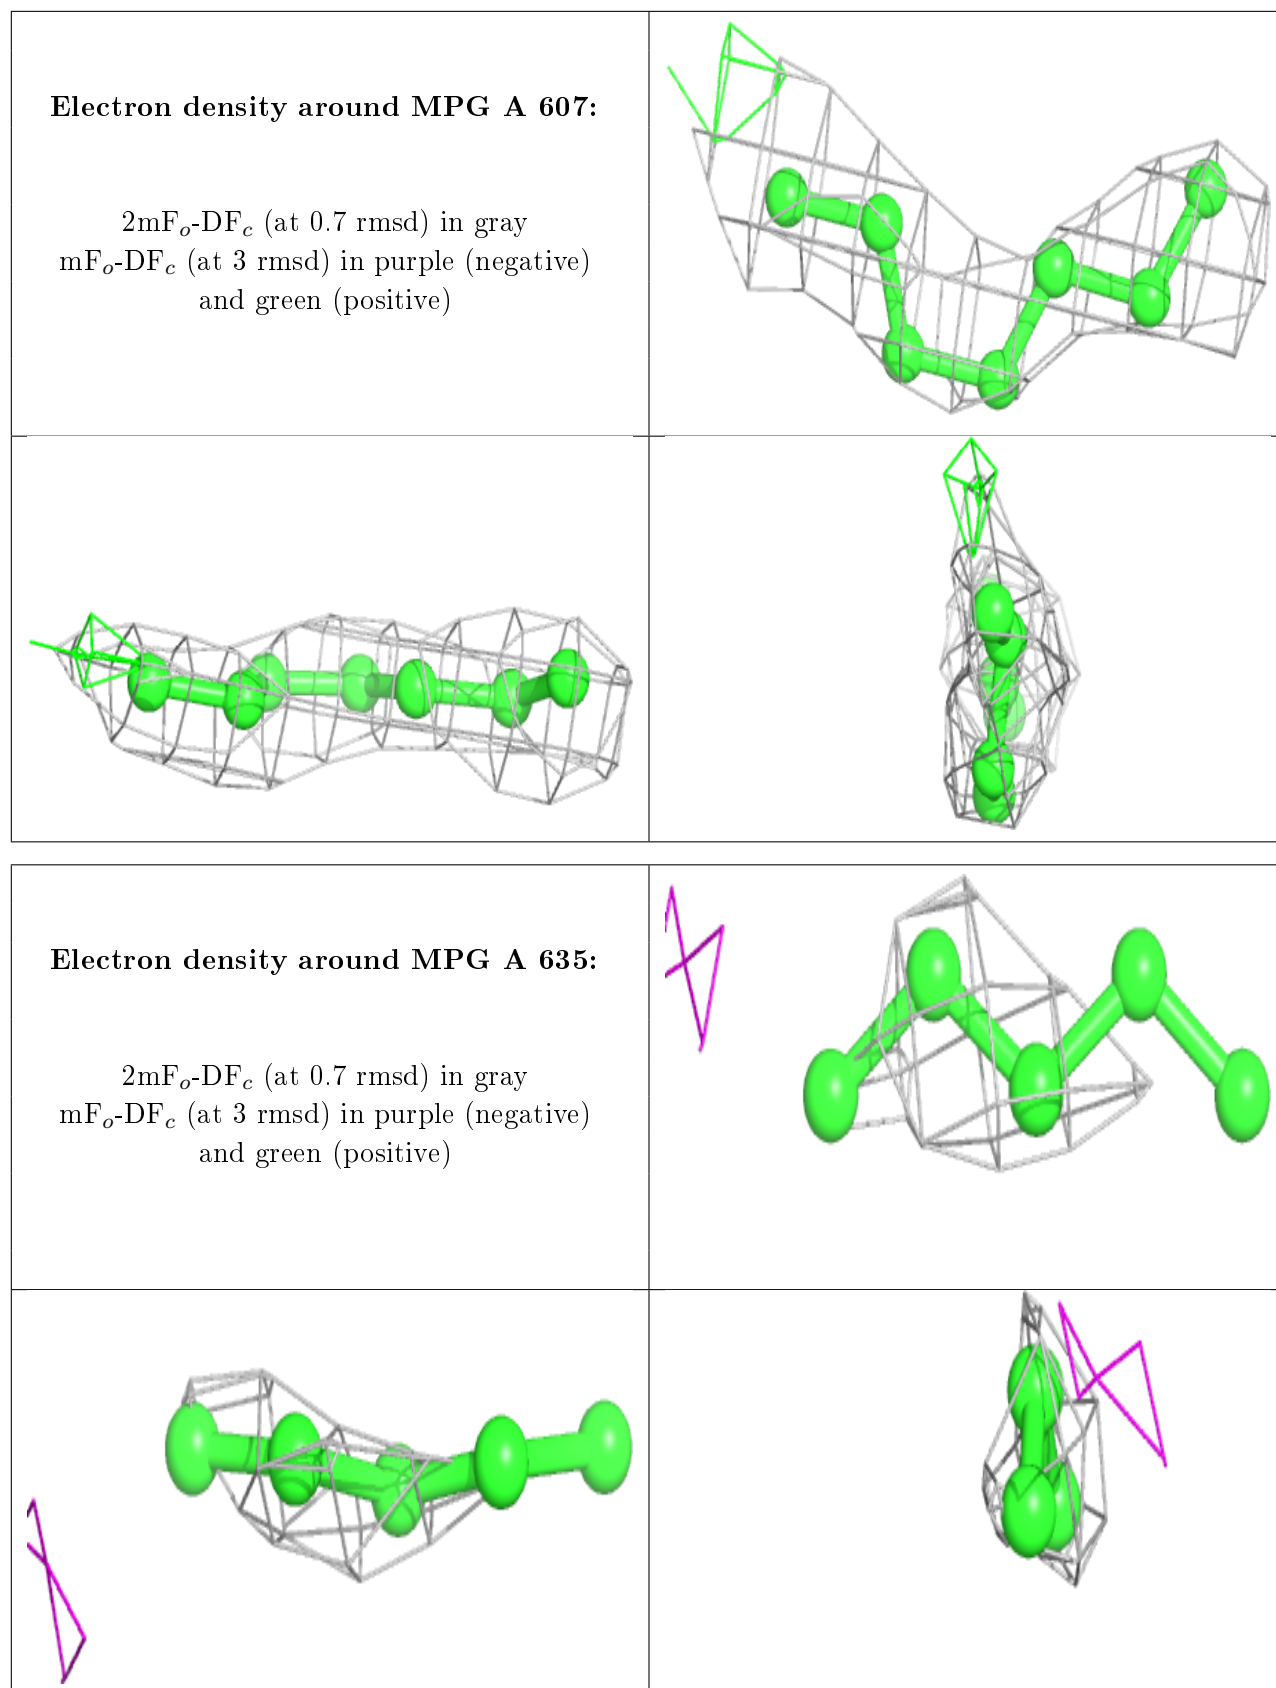 Electron density around MPG A 607:
2mFo-DFc (at 0.7 rmsd) in gray
mFo-DFc (at 3 rmsd) in purple (negative)
and green (positive)
Electron density around MPG A 635:
2mFo-DFc (at 0.7 rmsd) in gray
mFo-DFc (at 3 rmsd) in purple (negative)
and green (positive)